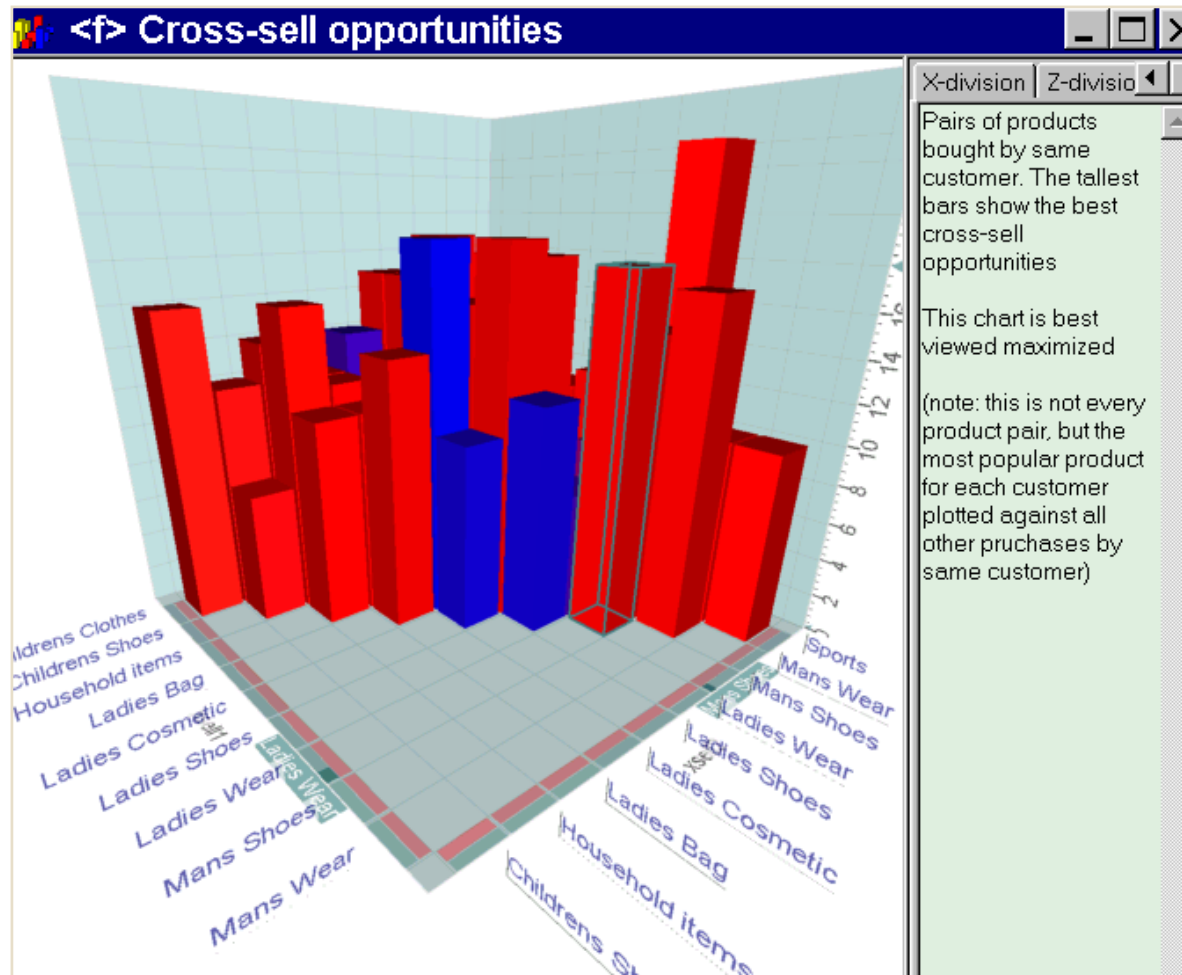 <f> Cross-sell opportunities
X-division
Z-divisio
Pairs of products
bought by same
customer. The tallest
bars show the best
cross-sell
opportunities
This chart is best
viewed maximized
(note: this is not every
product pair, but the
most popular product
for each customer
plotted against all
other pruchases by
same customer)
16
14
12
10
8
6
4
2
ildrens Clothes
Childrens Shoes
Household items
Ladies Bag
Ladies Cosmetic
Ladies Shoes
Ladies Wear
Ladies Wear
Mans Shoes
Mans Wear
Sports
Mans Wear
Mans Shoes
Ladies Wear
Ladies Shoes
Ladies Cosmetic
Ladies Bag
Household items
Childrens Sh